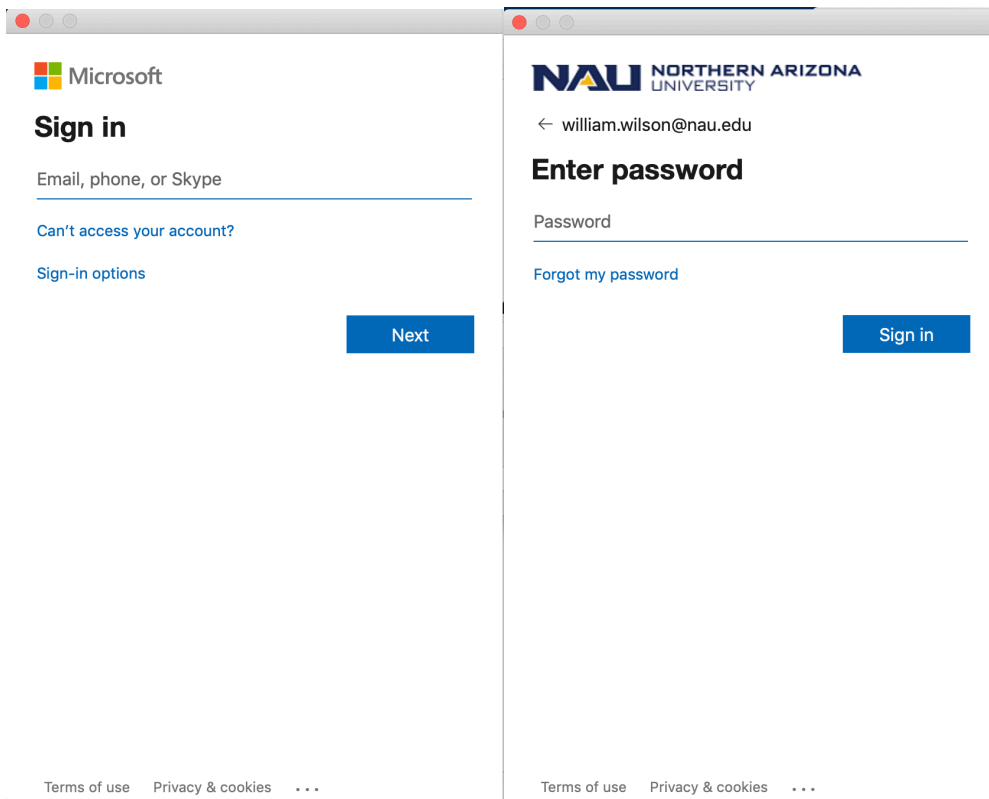 Microsoft
Sign in
Email, phone, or Skype
Can't access your account?
Sign-in options
Next
Terms of use Privacy & cookies ...
NAU NORTHERN ARIZONA
UNIVERSITY
← william.wilson@nau.edu
Enter password
Password
Forgot my password
Sign in
Terms of use Privacy & cookies ...